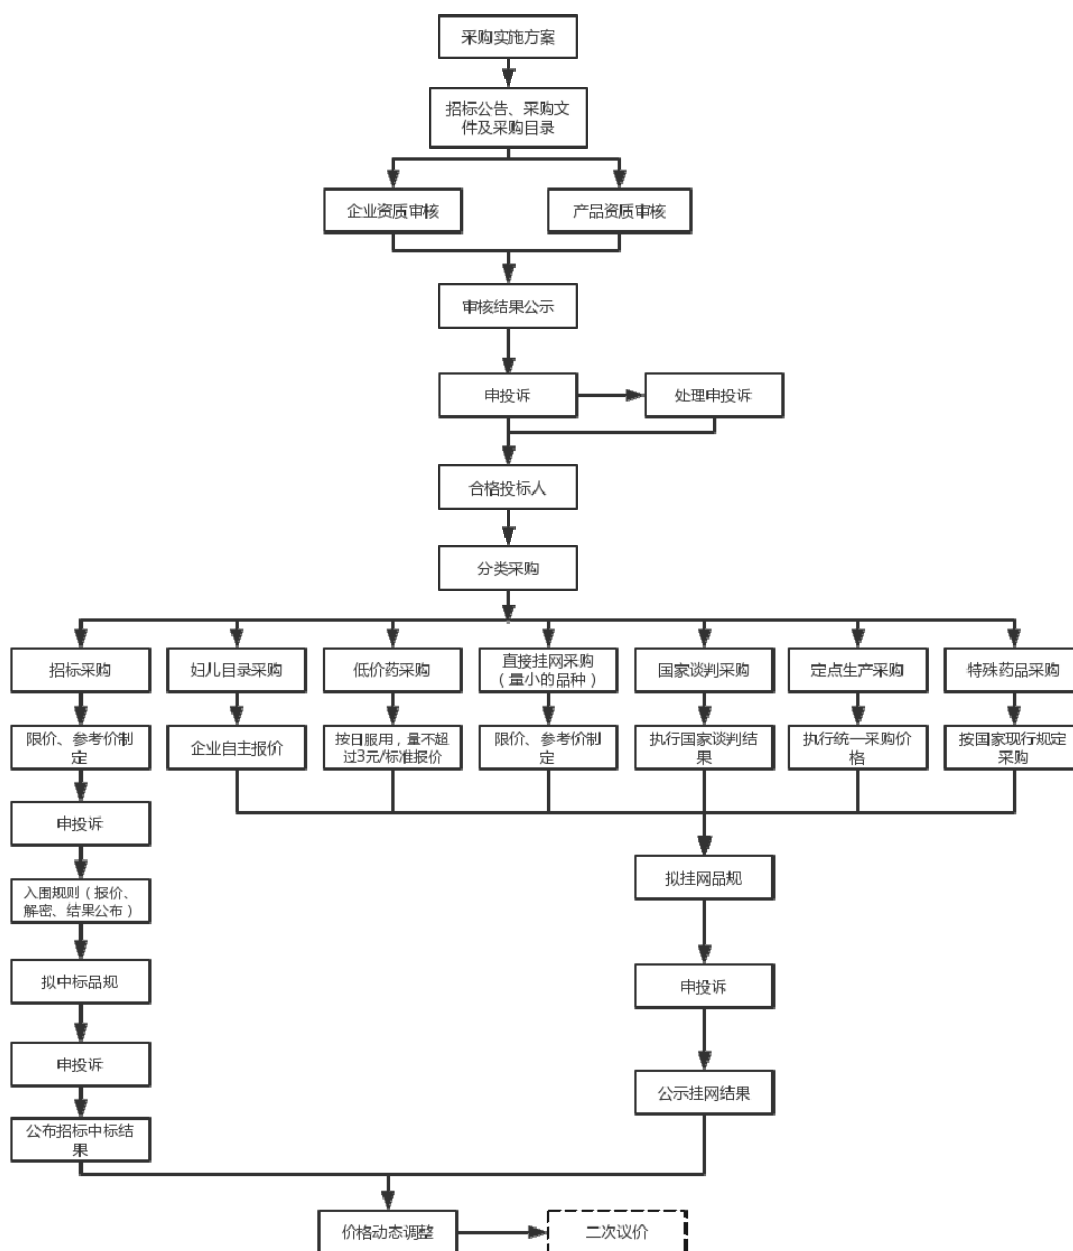 采购实施方案
招标公告、采购文
件及采购目录
企业资质审核
产品资质审核
审核结果公示
申投诉
处理申投诉
合格投标人
分类采购
招标采购
妇儿目录采购
低价药采购
直接挂网采购
（量小的品种）
国家谈判采购
定点生产采购
特殊药品采购
限价、参考价制
定
企业自主报价
按日服用，量不超
过3元/标准报价
限价、参考价制
定
执行国家谈判结
果
执行统一采购价
格
按国家现行规定
采购
申投诉
入围规则（报价、
解密、结果公布）
拟中标品规
申投诉
公布招标中标结
果
拟挂网品规
申投诉
公示挂网结果
价格动态调整
二次议价